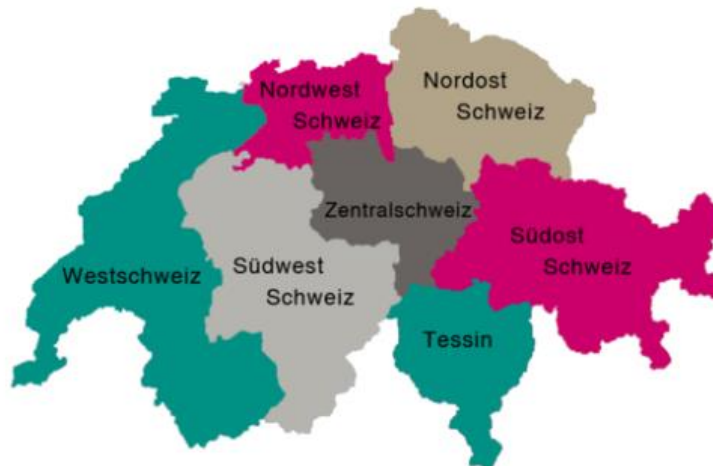 Nordwest
Schweiz
Nordost
Schweiz
Zentralschweiz
Südost
Schweiz
Westschweiz
Südwest
Schweiz
Tessin